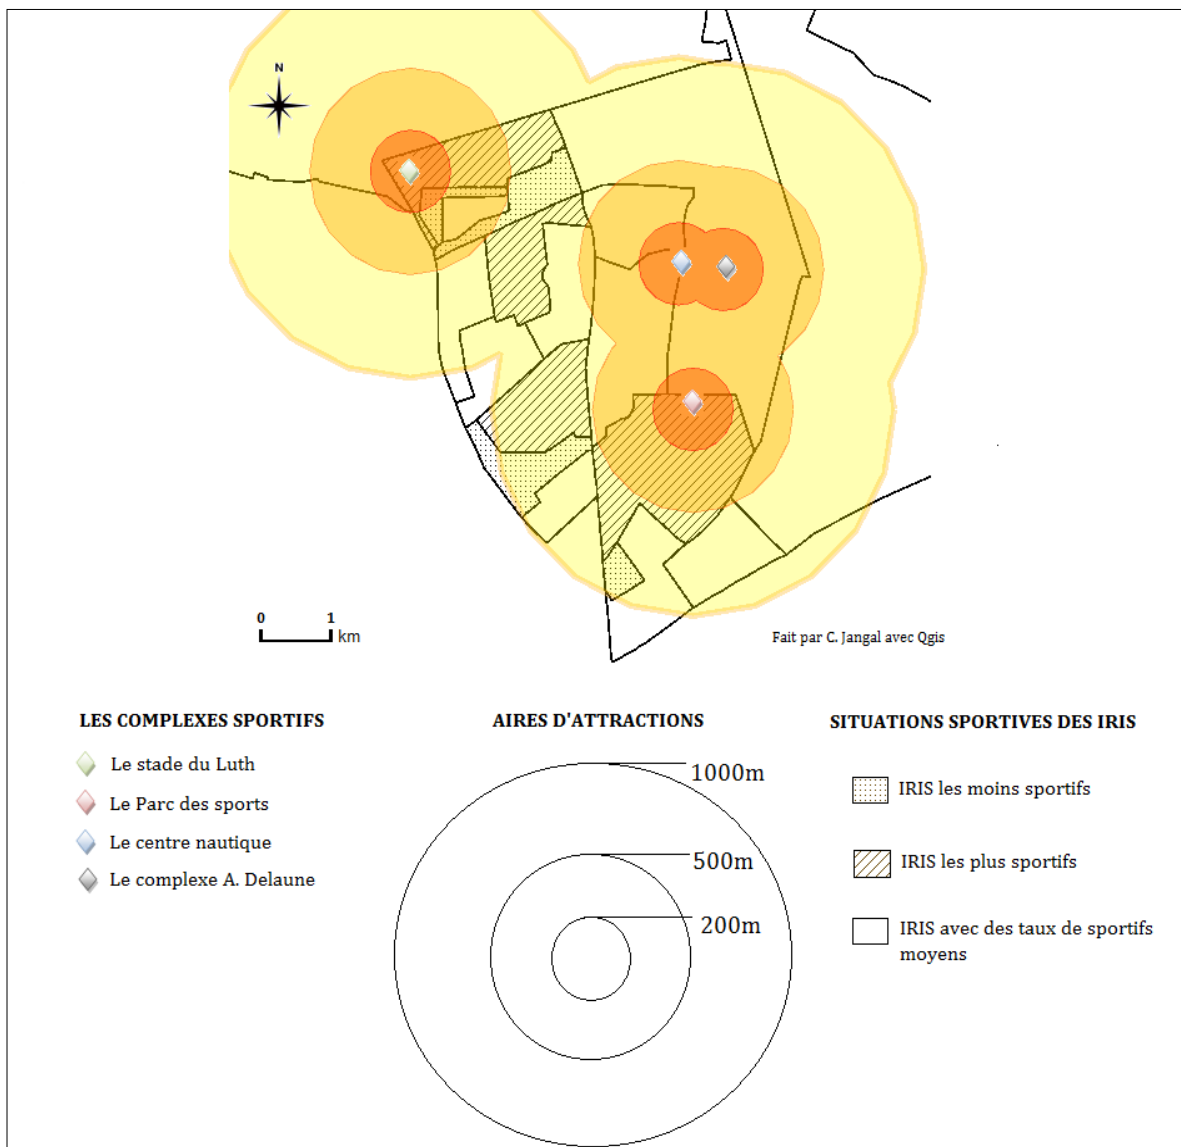 N
0 1
km
Fait par C. Jangal avec Qgis
LES COMPLEXES SPORTIFS
Le stade du Luth
Le Parc des sports
Le centre nautique
Le complexe A. Delaune
AIRES D'ATTRACTIONS
1000m
500m
200m
SITUATIONS SPORTIVES DES IRIS
IRIS les moins sportifs
IRIS les plus sportifs
IRIS avec des taux de sportifs
moyens